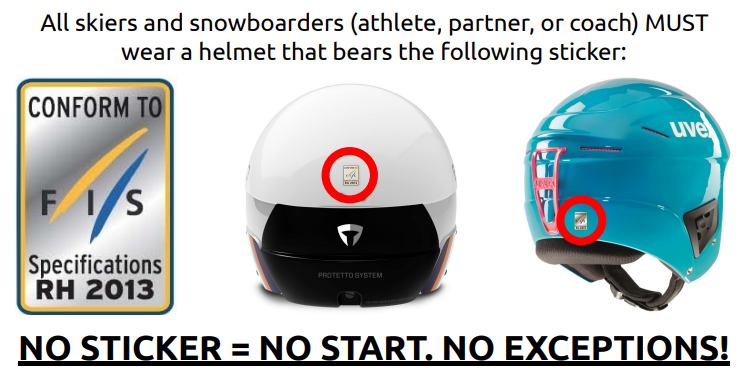 All skiers and snowboarders (athlete, partner, or coach) MUST
wear a helmet that bears the following sticker:
CONFORM TO
F I S
Specifications
RH 2013
PROTETTO SYSTEM
uvex
NO STICKER = NO START. NO EXCEPTIONS!